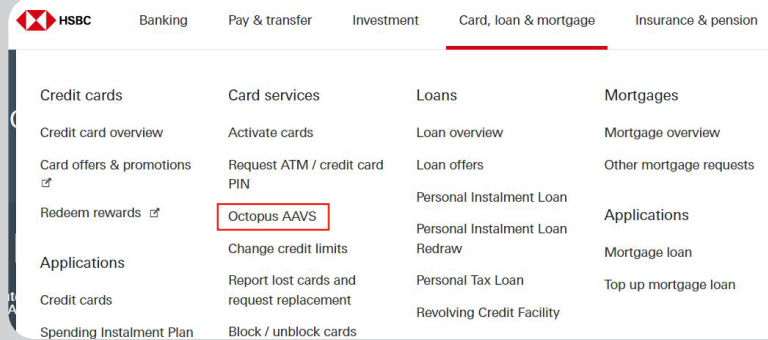 HSBC
Banking
Pay & transfer
Investment
Card, loan & mortgage
Insurance & pension
Credit cards
Credit card overview
Card offers & promotions
Redeem rewards
Applications
Credit cards
Spending Instalment Plan
Card services
Activate cards
Request ATM / credit card
PIN
Octopus AAVS
Change credit limits
Report lost cards and
request replacement
Block / unblock cards
Loans
Loan overview
Loan offers
Personal Instalment Loan
Personal Instalment Loan
Redraw
Personal Tax Loan
Revolving Credit Facility
Mortgages
Mortgage overview
Other mortgage requests
Applications
Mortgage loan
Top up mortgage loan